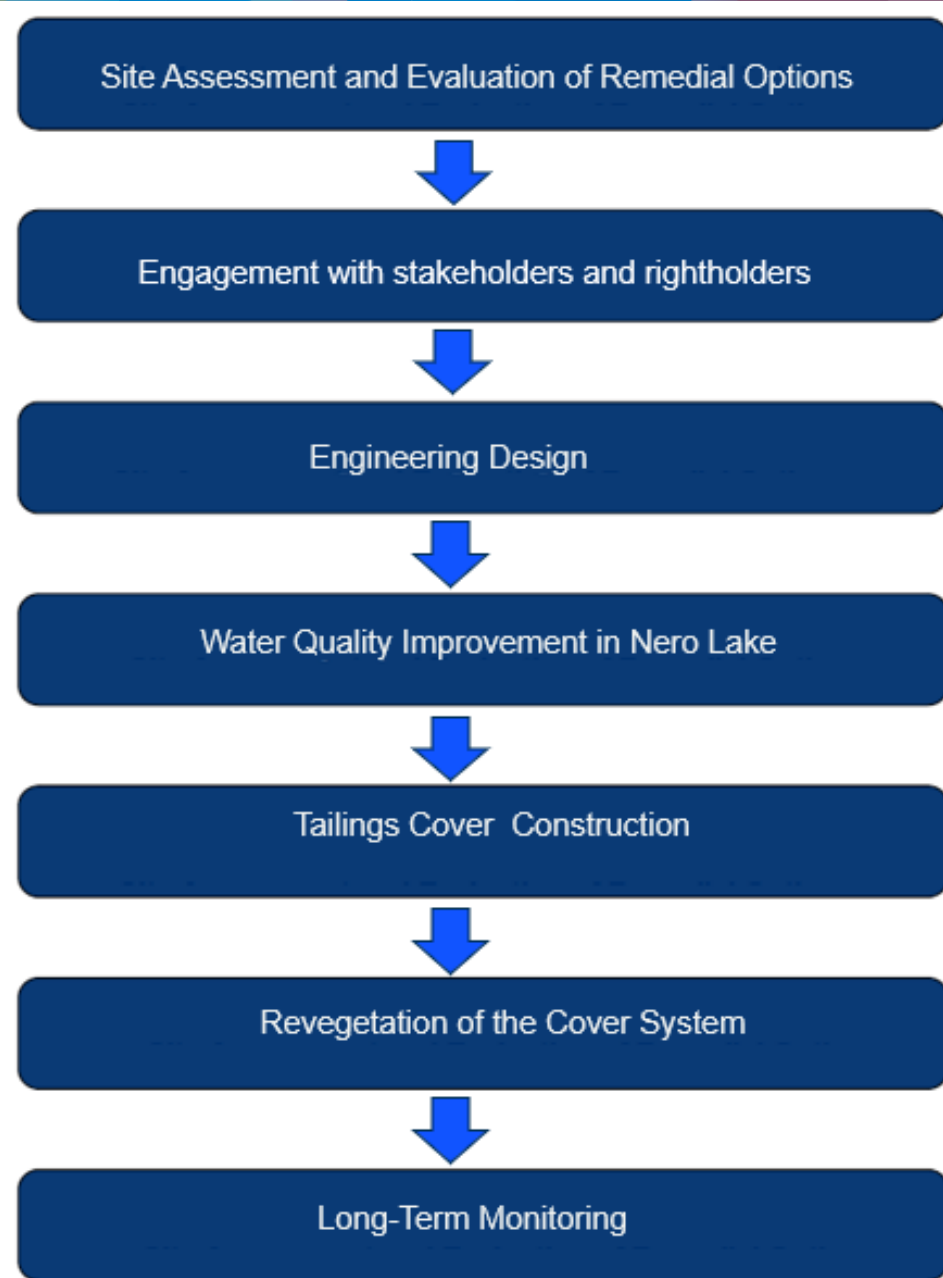 Site Assessment and Evaluation of Remedial Options
Engagement with stakeholders and rightholders
Engineering Design
Water Quality Improvement in Nero Lake
Tailings Cover Construction
Revegetation of the Cover System
Long-Term Monitoring